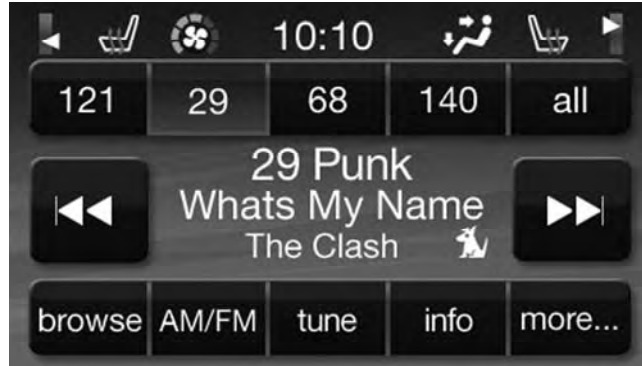 10:10
121 29 68 140 all
29 Punk
Whats My Name
The Clash
browse AM/FM tune info more...